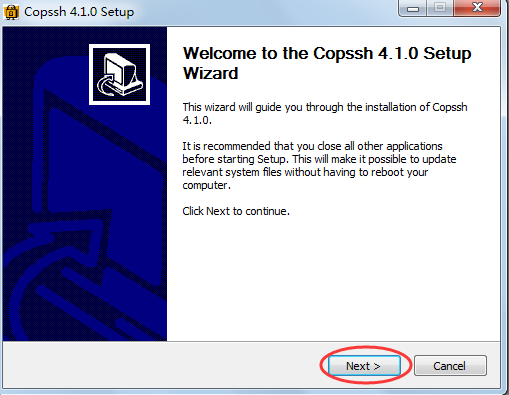 Copssh 4.1.0 Setup
Welcome to the Copssh 4.1.0 Setup
Wizard
This wizard will guide you through the installation of Copssh
4.1.0.
It is recommended that you close all other applications
before starting Setup. This will make it possible to update
relevant system files without having to reboot your
computer.
Click Next to continue.
Next >
Cancel